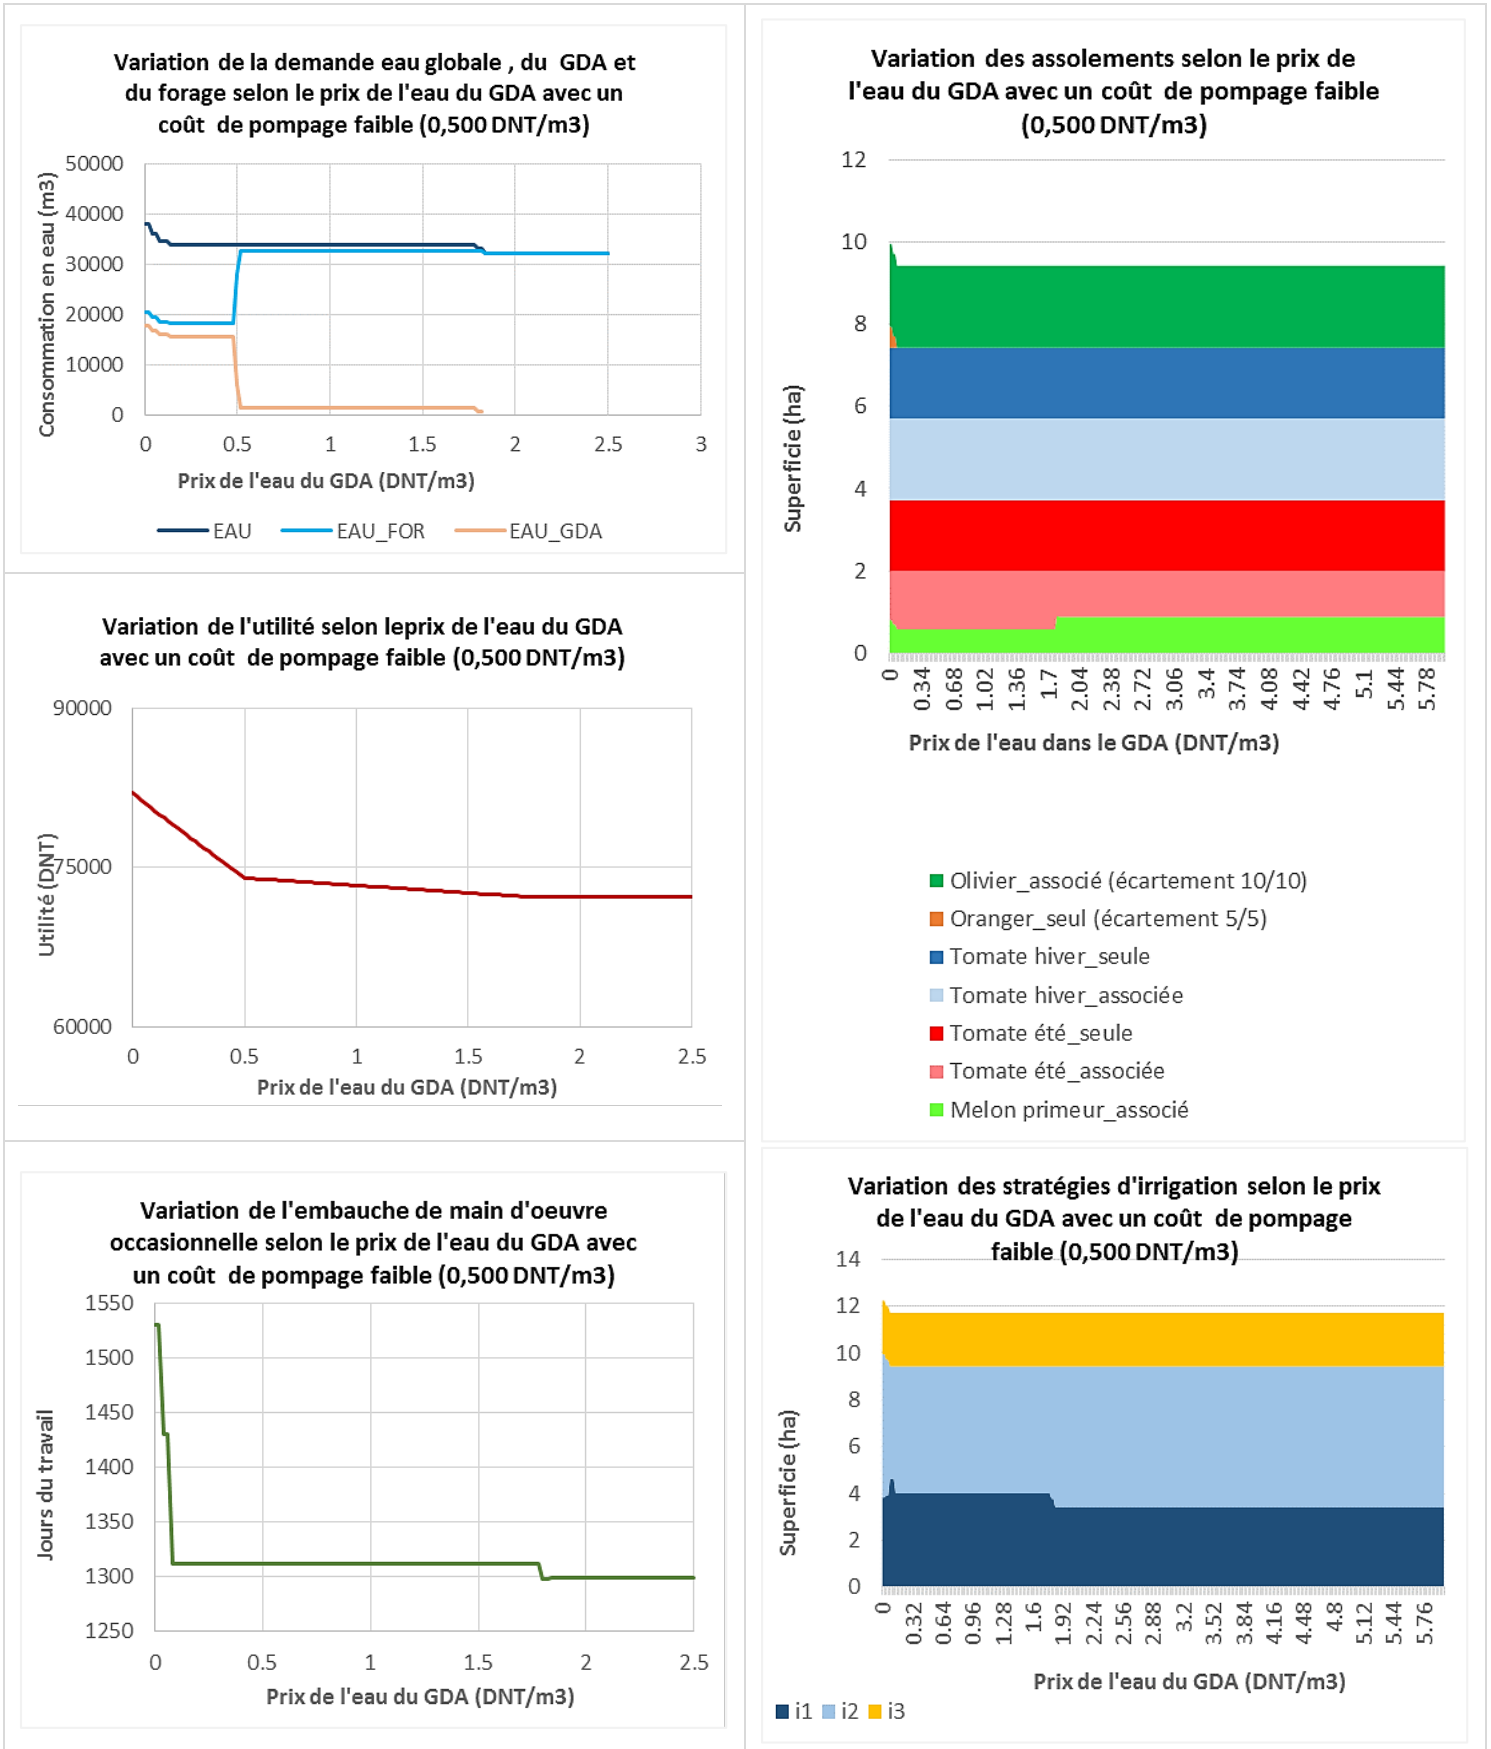 Variation de la demande eau globale , du  GDA et
du forage selon le prix de l'eau du GDA avec un
coût  de pompage faible (0,500 DNT/m3)
Consommation en eau (m3)
50000
40000
30000
20000
10000
0
0 0.5 1 1.5 2 2.5 3
Prix de l'eau du GDA (DNT/m3)
EAU EAU_FOR EAU_GDA
Variation des assolements selon le prix de
l'eau du GDA avec un coût  de pompage faible
(0,500 DNT/m3)
Superficie (ha)
12
10
8
6
4
2
0
0 0.34 0.68 1.02 1.36 1.7 2.04 2.38 2.72 3.06 3.4 3.74 4.08 4.42 4.76 5.1 5.44 5.78
Prix de l'eau dans le GDA (DNT/m3)
Olivier_associé (écartement 10/10)
Oranger_seul (écartement 5/5)
Tomate hiver_seule
Tomate hiver_associée
Tomate été_seule
Tomate été_associée
Melon primeur_associé
Variation de l'utilité selon leprix de l'eau du GDA
avec un coût  de pompage faible (0,500 DNT/m3)
Utilité (DNT)
90000
75000
60000
0 0.5 1 1.5 2 2.5
Prix de l'eau du GDA (DNT/m3)
Variation de l'embauche de main d'oeuvre
occasionnelle selon le prix de l'eau du GDA avec
un coût  de pompage faible (0,500 DNT/m3)
Jours du travail
1550
1500
1450
1400
1350
1300
1250
0 0.5 1 1.5 2 2.5
Prix de l'eau du GDA (DNT/m3)
Variation des stratégies d'irrigation selon le prix
de l'eau du GDA avec un coût  de pompage
faible (0,500 DNT/m3)
Superficie (ha)
14
12
10
8
6
4
2
0
0 0.32 0.64 0.96 1.28 1.6 1.92 2.24 2.56 2.88 3.2 3.52 3.84 4.16 4.48 4.8 5.12 5.44 5.76
Prix de l'eau du GDA (DNT/m3)
i1 i2 i3